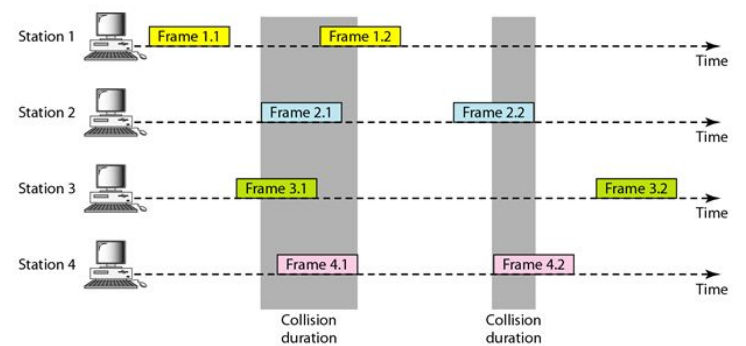 Station 1
Frame 1.1
Frame 1.2
Time
Station 2
Frame 2.1
Frame 2.2
Time
Station 3
Frame 3.1
Frame 3.2
Time
Station 4
Frame 4.1
Frame 4.2
Time
Collision
duration
Collision
duration